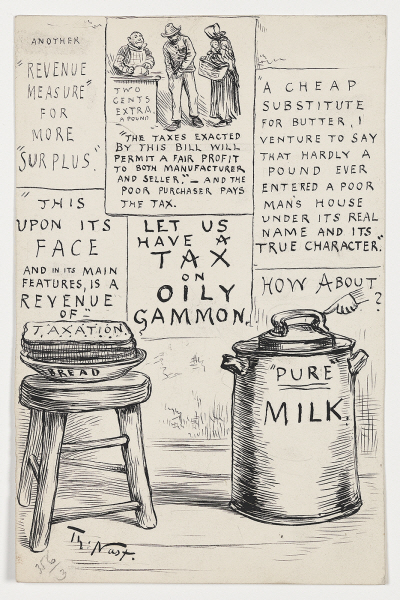 ANOTHER
"REVENUE
MEASURE"
FOR
MORE
"SURPLUS."
TWO
CENTS
EXTRA
A POUND
"THE TAXES EXACTED
BY THIS BILL WILL
PERMIT A FAIR PROFIT
TO BOTH MANUFACTURER
AND SELLER."—AND THE
POOR PURCHASER PAYS
THE TAX.
"A CHEAP
SUBSTITUTE
FOR BUTTER, I
VENTURE TO SAY
THAT HARDLY A
POUND EVER
ENTERED A POOR
MAN'S HOUSE
UNDER ITS REAL
NAME AND ITS
TRUE CHARACTER."
"THIS
UPON ITS
FACE
AND IN ITS MAIN
FEATURES, IS A
REVENUE
OF"
TAXATION
BREAD
LET US
HAVE A
TAX
ON
OILY
GAMMON.
HOW ABOUT
?
"PURE"
MILK.
Th: Nast.